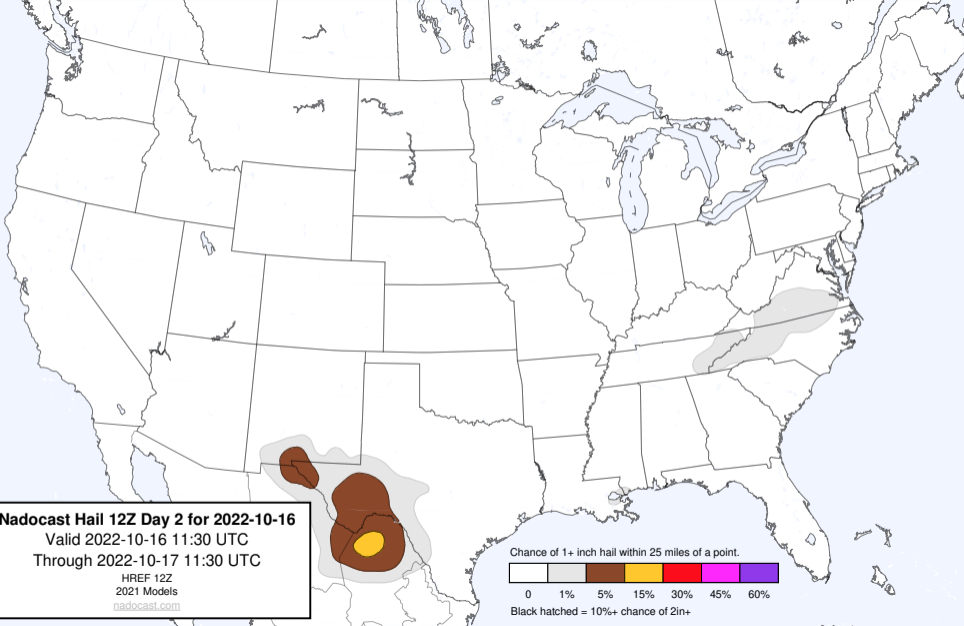 Nadocast Hail 12Z Day 2 for 2022-10-16
Valid 2022-10-16 11:30 UTC
Through 2022-10-17 11:30 UTC
HREF 12Z
2021 Models
nadocast.com
Chance of 1+ inch hail within 25 miles of a point.
0 1% 5% 15% 30% 45% 60%
Black hatched = 10%+ chance of 2in+